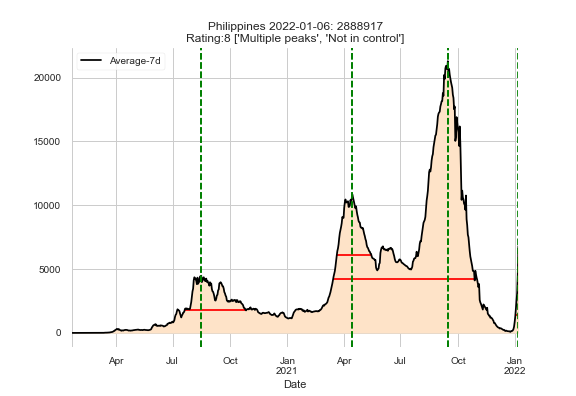 Philippines 2022-01-06: 2888917
Rating:8 ['Multiple peaks', 'Not in control']
Average-7d
20000
15000
10000
5000
0
Apr
Jul
Oct
Jan
2021
Apr
Jul
Oct
Jan
2022
Date